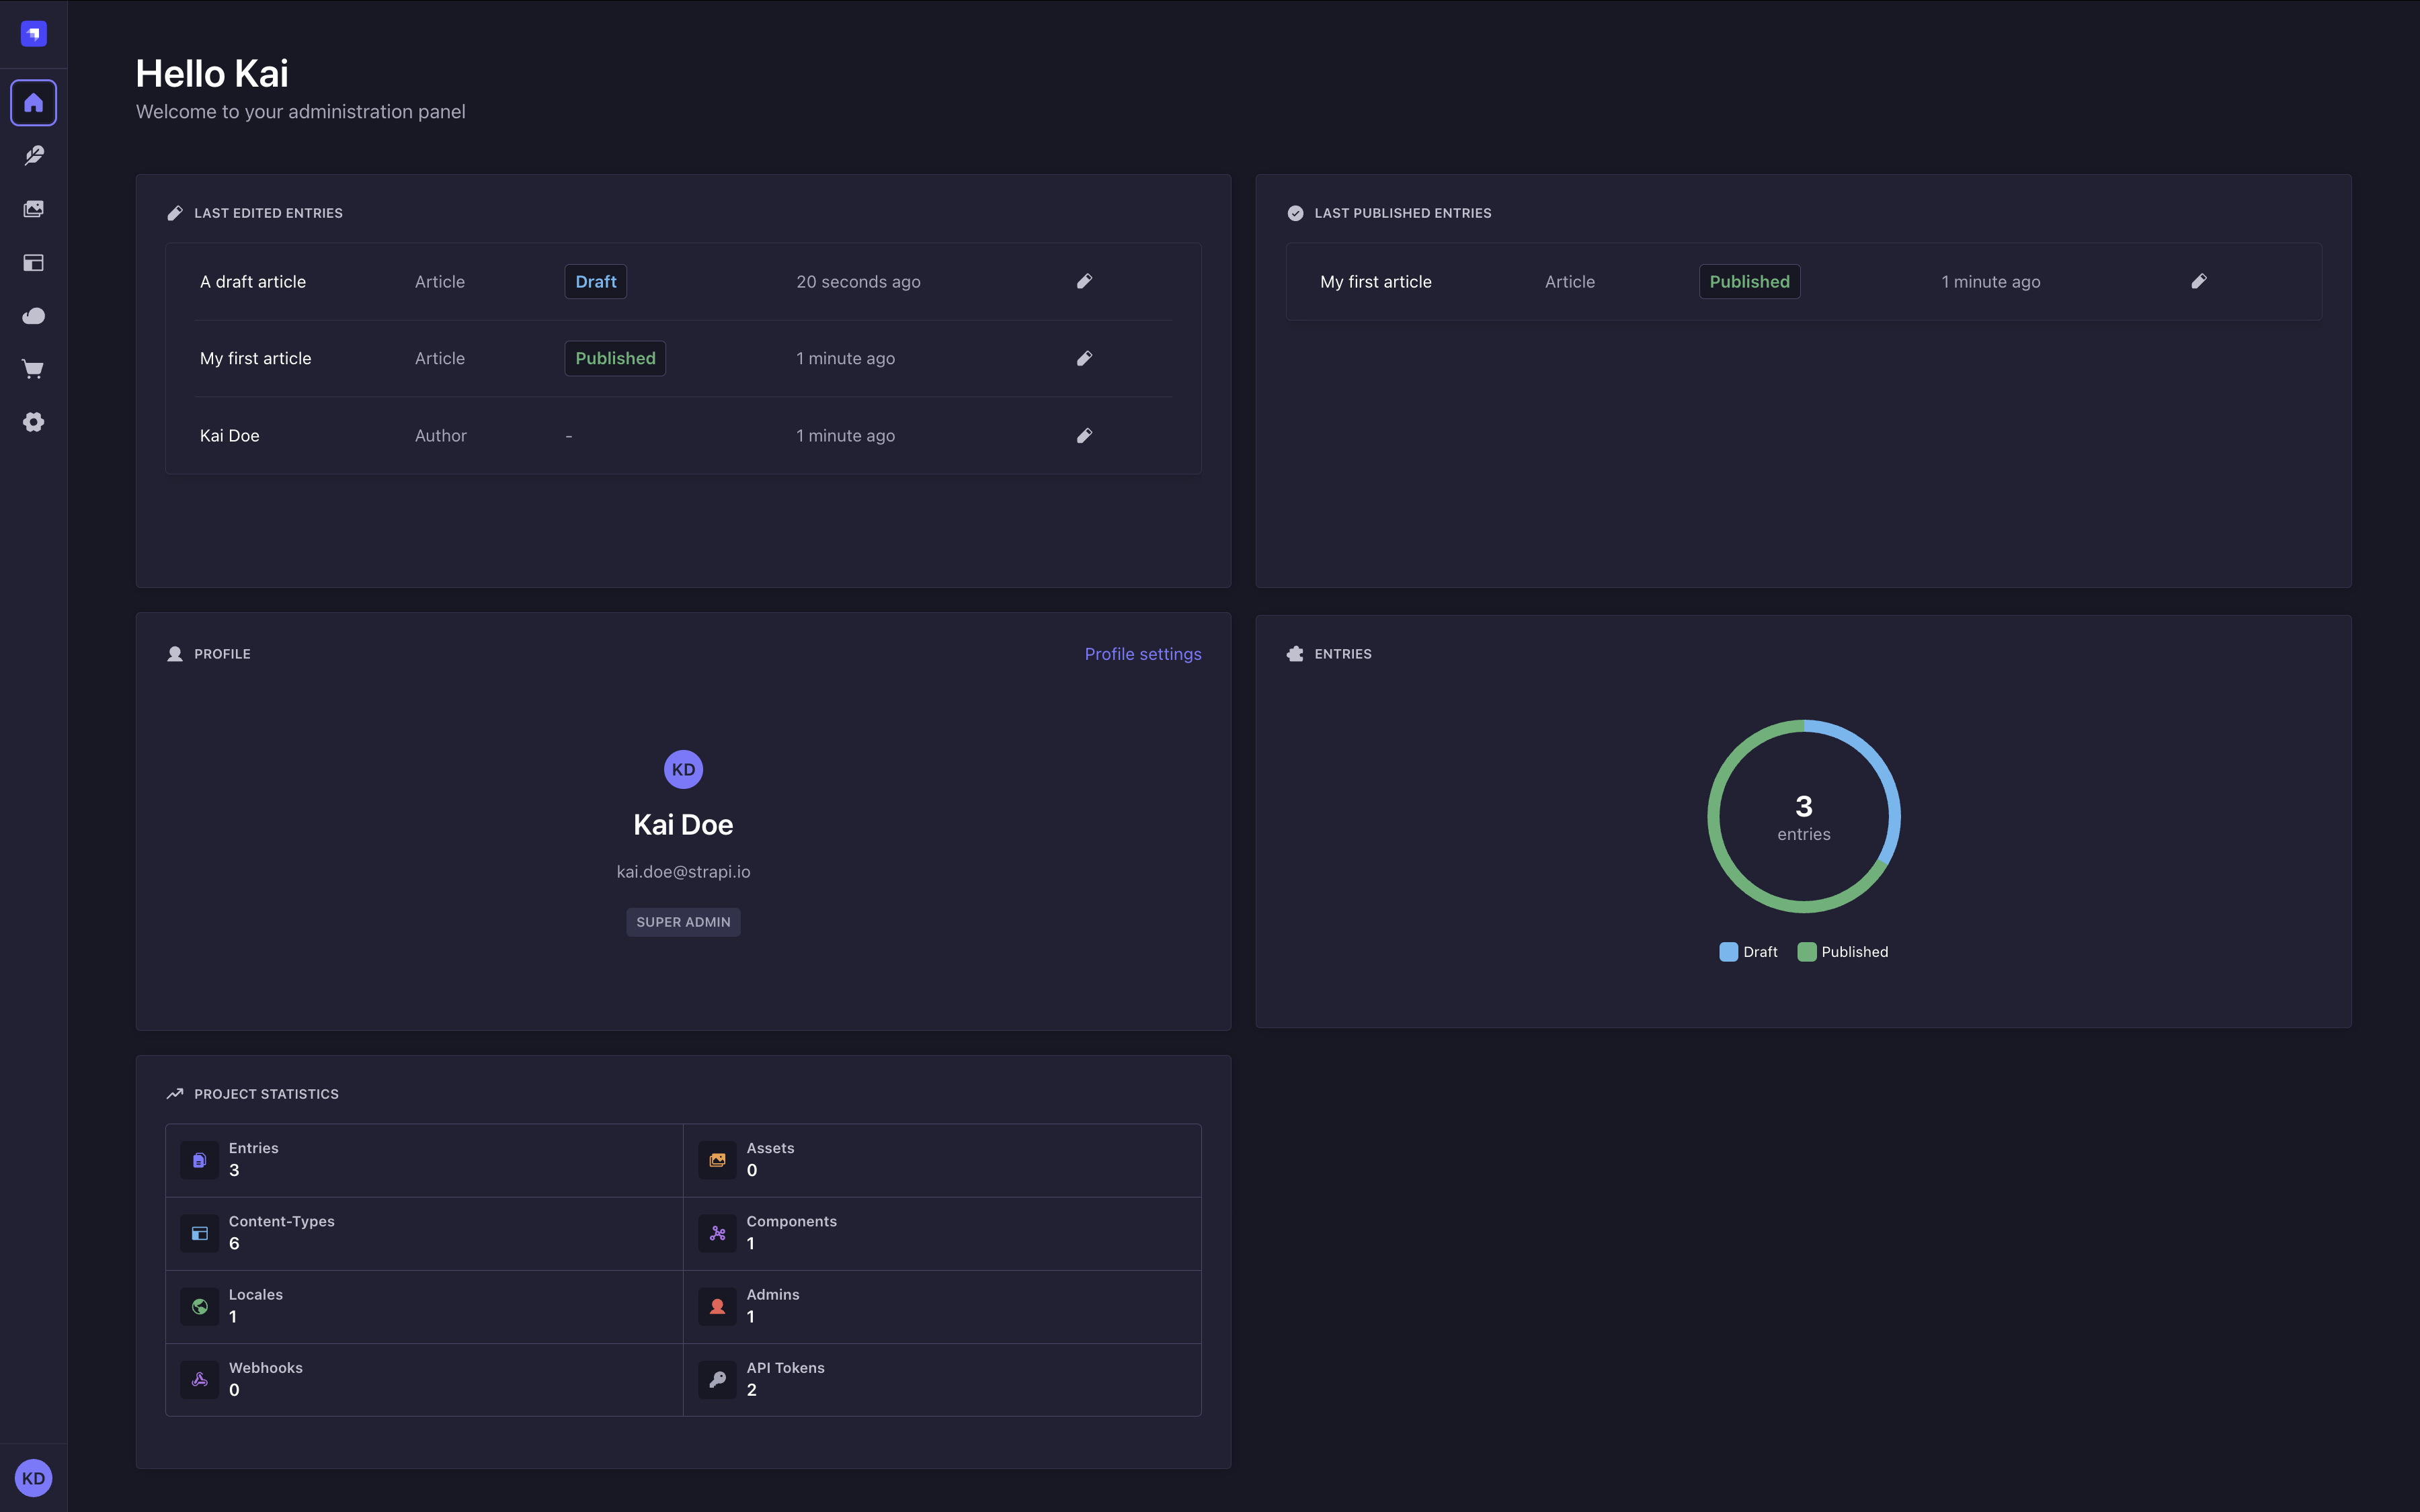 Hello Kai
Welcome to your administration panel
LAST EDITED ENTRIES
A draft article Article Draft 20 seconds ago
My first article Article Published 1 minute ago
Kai Doe Author - 1 minute ago
LAST PUBLISHED ENTRIES
My first article Article Published 1 minute ago
PROFILE Profile settings
KD
Kai Doe
kai.doe@strapi.io
SUPER ADMIN
ENTRIES
3
entries
Draft Published
PROJECT STATISTICS
Entries
3
Assets
0
Content-Types
6
Components
1
Locales
1
Admins
1
Webhooks
0
API Tokens
2
KD